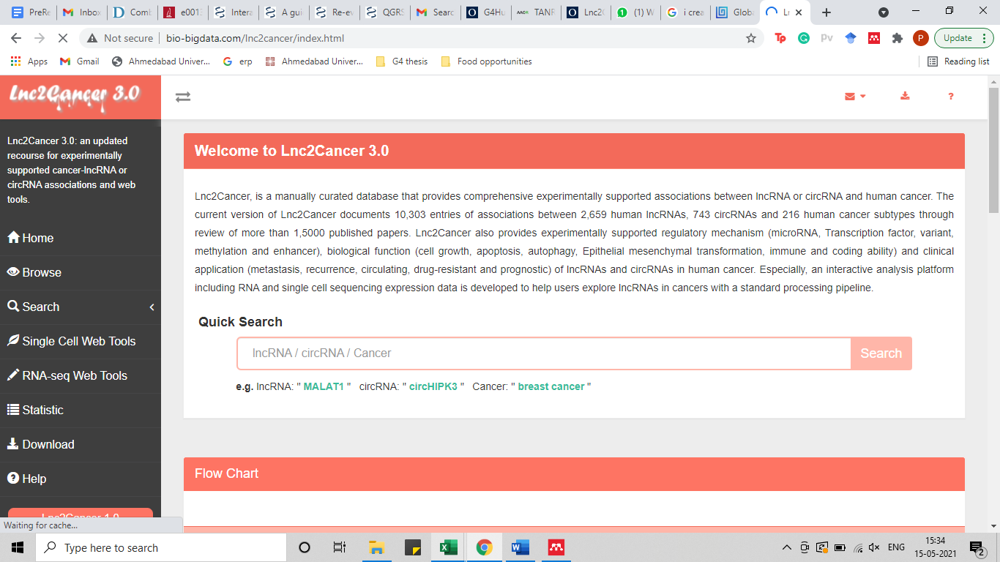 PreRe
Inbox
Comb
e0013
Intera
A gui
Re-ev
QGRS
Searc
G4Hu
TANR
Lnc2C
(1) W
i crea
Globa
Ln
Not secure
bio-bigdata.com/lnc2cancer/index.html
Update
Apps
Gmail
Ahmedabad Univer...
erp
Ahmedabad Univer...
G4 thesis
Food opportunities
Reading list
Lnc2Cancer 3.0
Lnc2Cancer 3.0: an updated
recourse for experimentally
supported cancer-lncRNA or
circRNA associations and web
tools.
Home
Browse
Search
Single Cell Web Tools
RNA-seq Web Tools
Statistic
Download
Help
Lnc2Cancer 1.0
Waiting for cache...
Welcome to Lnc2Cancer 3.0
Lnc2Cancer, is a manually curated database that provides comprehensive experimentally supported associations between lncRNA or circRNA and human cancer. The
current version of Lnc2Cancer documents 10,303 entries of associations between 2,659 human lncRNAs, 743 circRNAs and 216 human cancer subtypes through
review of more than 1,5000 published papers. Lnc2Cancer also provides experimentally supported regulatory mechanism (microRNA, Transcription factor, variant,
methylation and enhancer), biological function (cell growth, apoptosis, autophagy, Epithelial mesenchymal transformation, immune and coding ability) and clinical
application (metastasis, recurrence, circulating, drug-resistant and prognostic) of lncRNAs and circRNAs in human cancer. Especially, an interactive analysis platform
including RNA and single cell sequencing expression data is developed to help users explore lncRNAs in cancers with a standard processing pipeline.
Quick Search
lncRNA / circRNA / Cancer
Search
e.g. lncRNA: " MALAT1 " circRNA: " circHIPK3 " Cancer: " breast cancer "
Flow Chart
Type here to search
ENG
15:34
15-05-2021
2